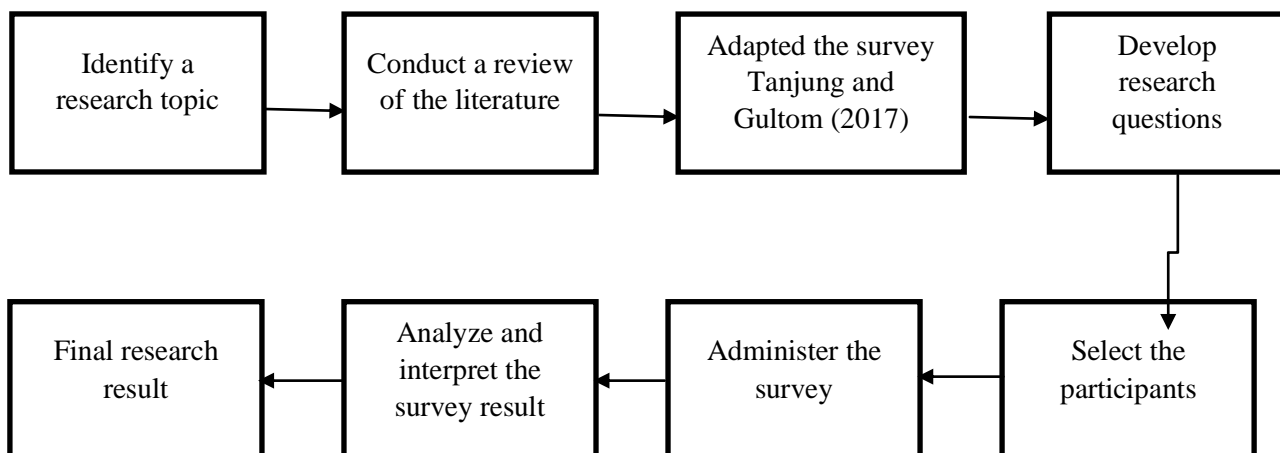 Identify a
research topic
Conduct a review
of the literature
Adapted the survey
Tanjung and
Gultom (2017)
Develop
research
questions
Select the
participants
Administer the
survey
Analyze and
interpret the
survey result
Final research
result